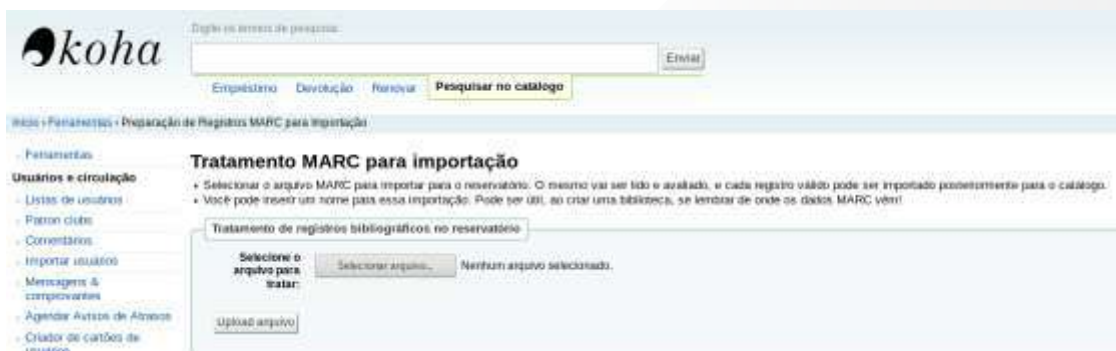 koha
Digite os termos de pesquisa:
Enviar
Empréstimo Devolução Renovar Pesquisar no catálogo
Início › Ferramentas › Preparação de Registros MARC para Importação
Ferramentas
Usuários e circulação
Listas de usuários
Patron clubs
Comentários
Importar usuários
Mensagens &
comprovantes
Agendar Avisos de Atrasos
Criador de cartões de
usuários
Tratamento MARC para importação
Selecionar o arquivo MARC para importar para o reservatório. O mesmo vai ser lido e avaliado, e cada registro válido pode ser importado posteriormente para o catálogo.
Você pode inserir um nome para essa importação. Pode ser útil, ao criar uma biblioteca, se lembrar de onde os dados MARC vêm!
Tratamento de registros bibliográficos no reservatório
Selecione o
arquivo para
tratar:
Selecionar arquivo... Nenhum arquivo selecionado.
Upload arquivo